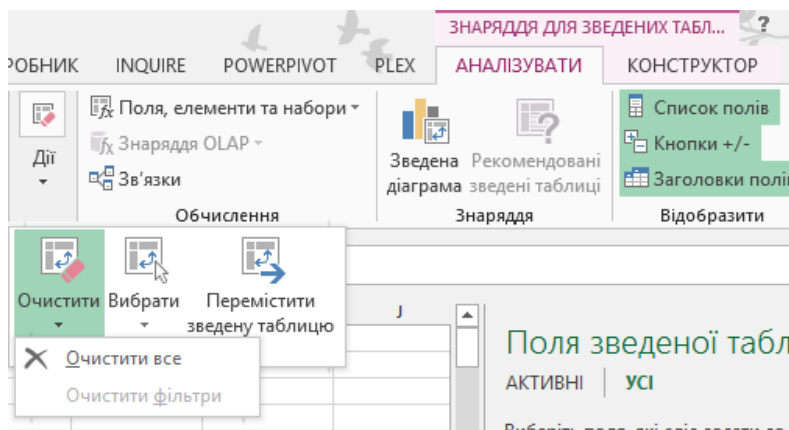 ЗНАРЯДДЯ ДЛЯ ЗВЕДЕНИХ ТАБЛ... ?
РОБНИК INQUIRE POWERPIVOT PLEX АНАЛІЗУВАТИ КОНСТРУКТОР
Дії
Поля, елементи та набори
Знаряддя OLAP
Зв'язки
Обчислення
Зведена діаграма
Рекомендовані зведені таблиці
Знаряддя
Список полів
Кнопки +/-
Заголовки полі
Відобразити
Очистити
Вибрати
Перемістити
зведену таблицю
Очистити все
Очистити фільтри
J
Поля зведеної табл
АКТИВНІ УСІ